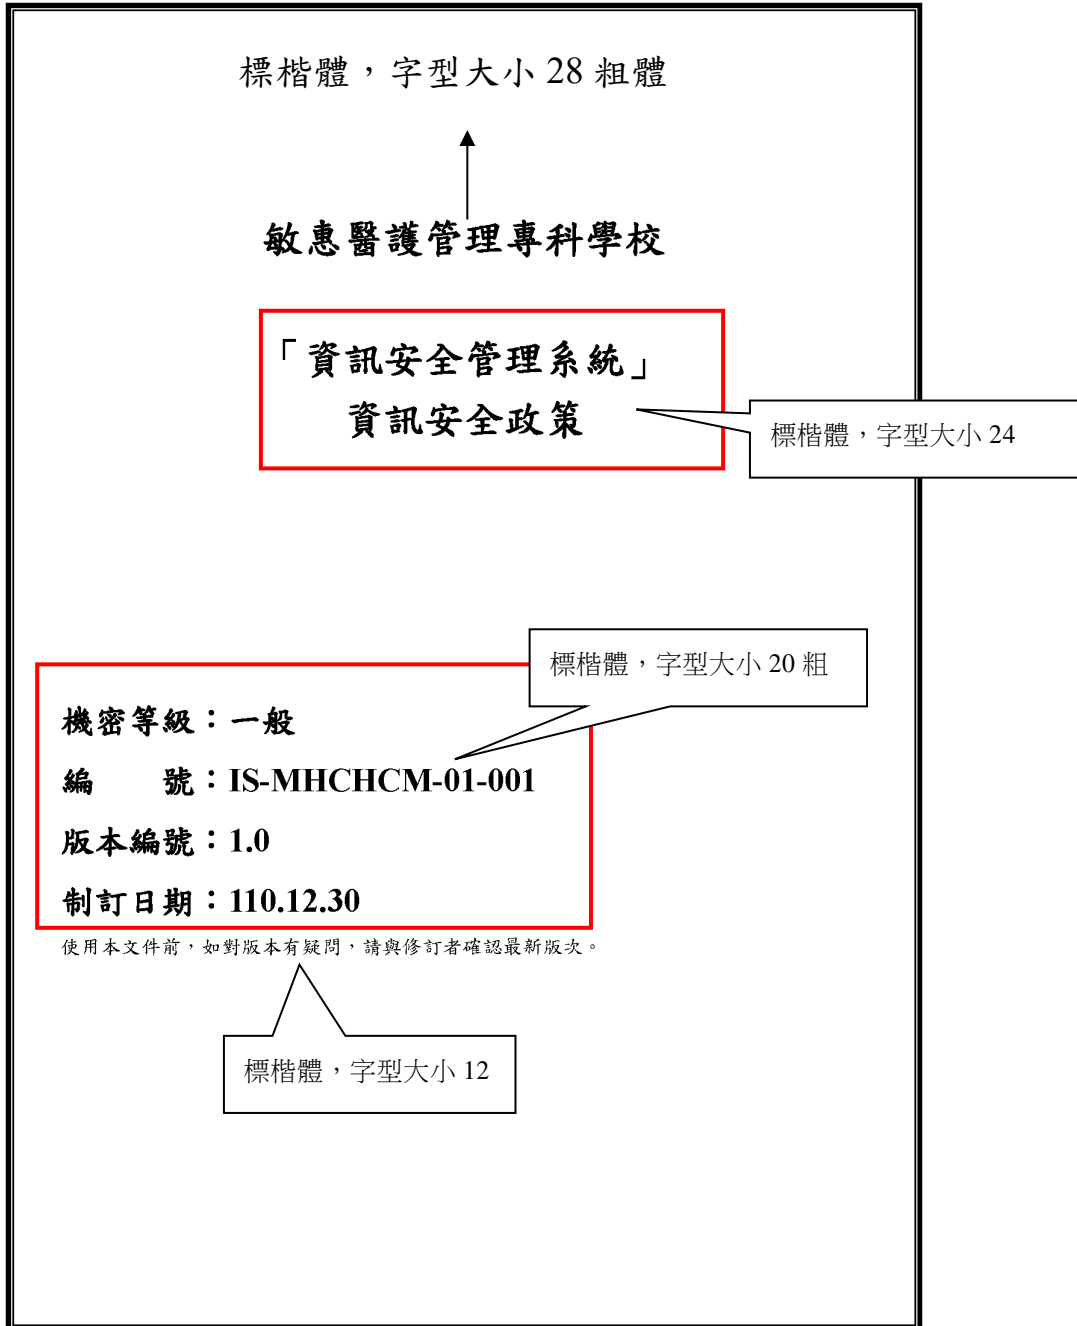 標楷體，字型大小 28 粗體
敏惠醫護管理專科學校
「資訊安全管理系統」
資訊安全政策
標楷體，字型大小 24
標楷體，字型大小 20 粗
機密等級：一般
編　　號：IS-MHCHCM-01-001
版本編號：1.0
制訂日期：110.12.30
使用本文件前，如對版本有疑問，請與修訂者確認最新版次。
標楷體，字型大小 12